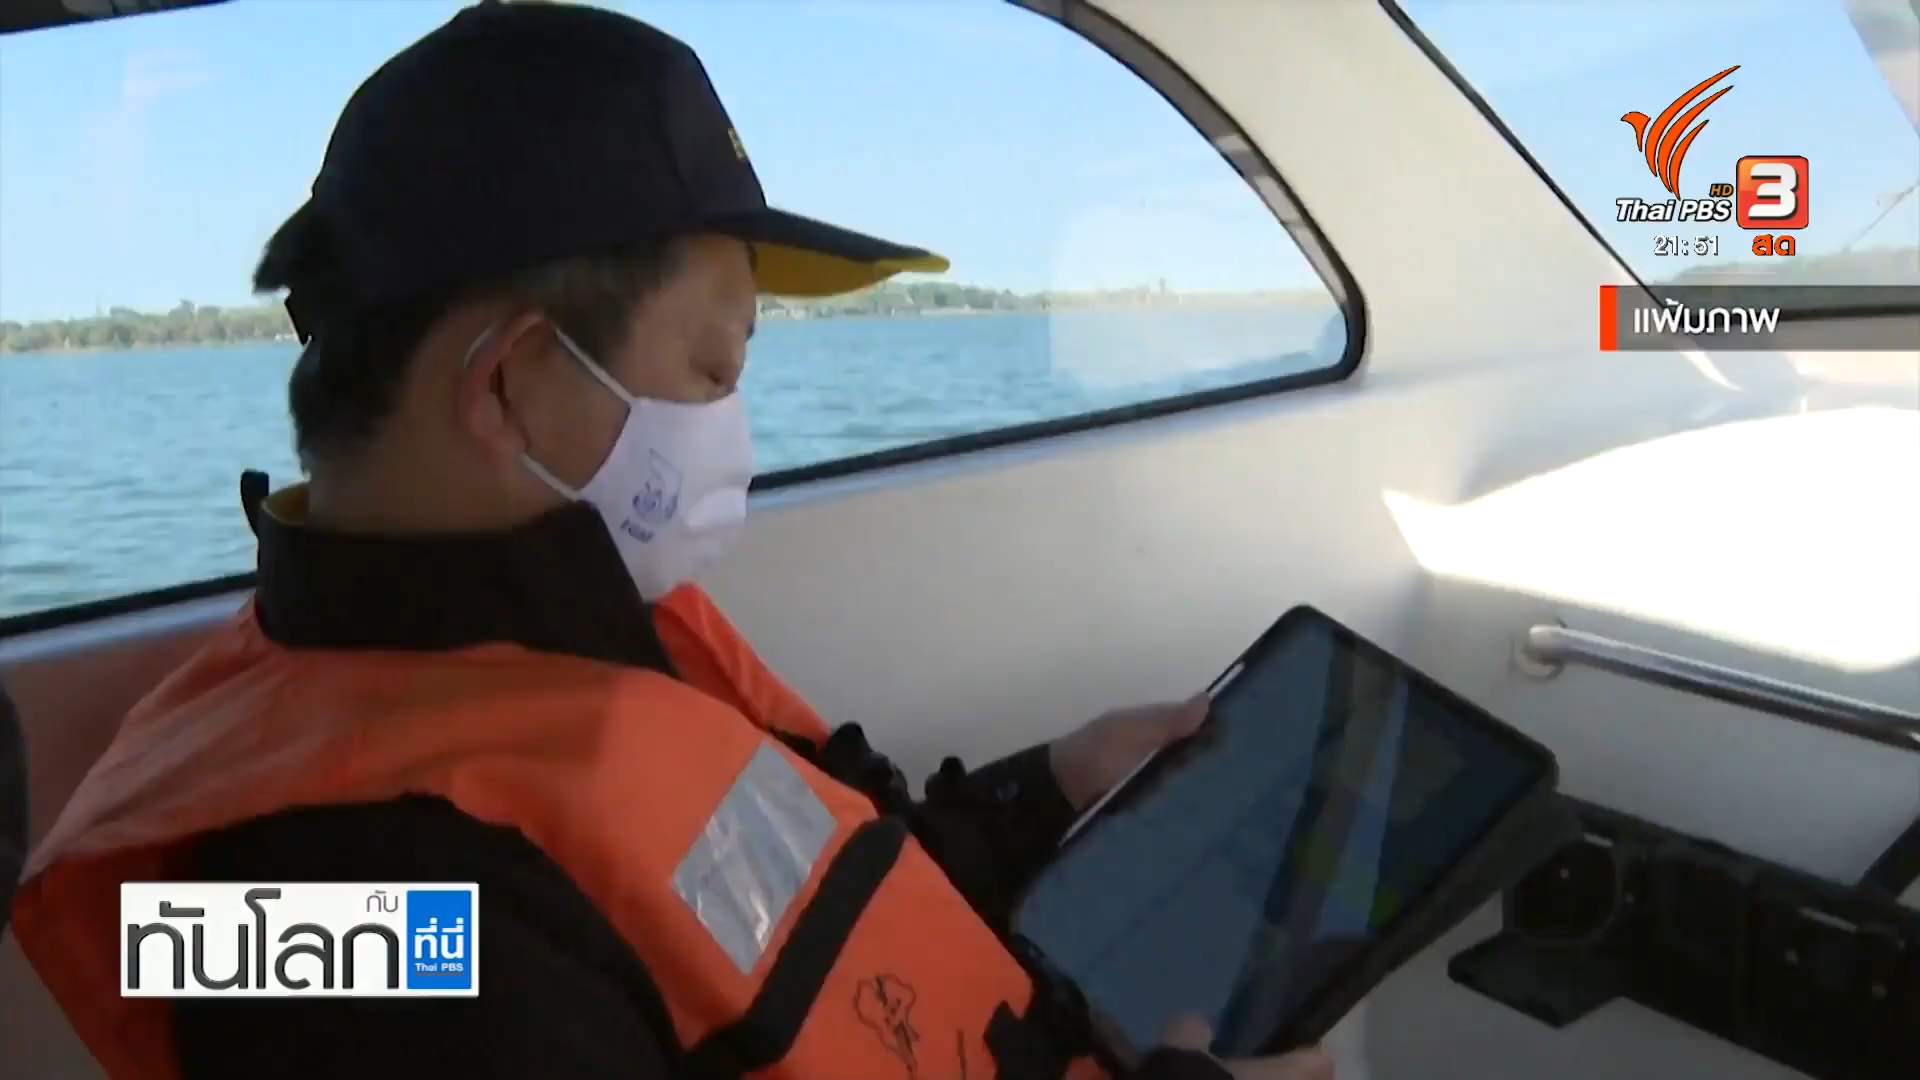 HD
Thai PBS 3
21:51 สด
แฟ้มภาพ
ทันโลก กับ ที่นี่
Thai PBS